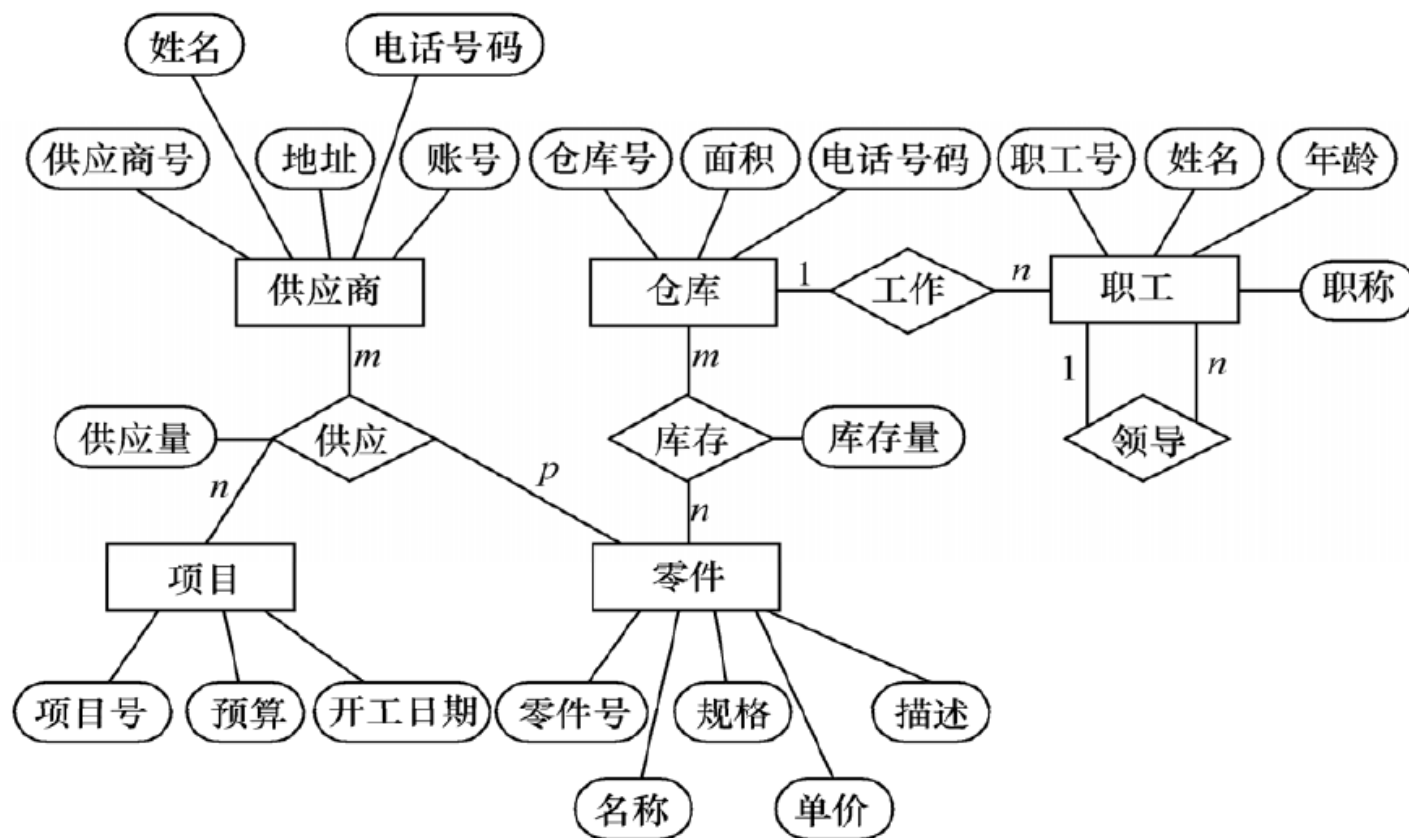 姓名 电话号码
供应商号 地址 账号 仓库号 面积 电话号码 职工号 姓名 年龄
供应商 仓库 1 工作 n 职工 职称
m m 1 n
供应量 供应 库存 库存量 领导
n p n
项目 零件
项目号 预算 开工日期 零件号 规格 描述
名称 单价